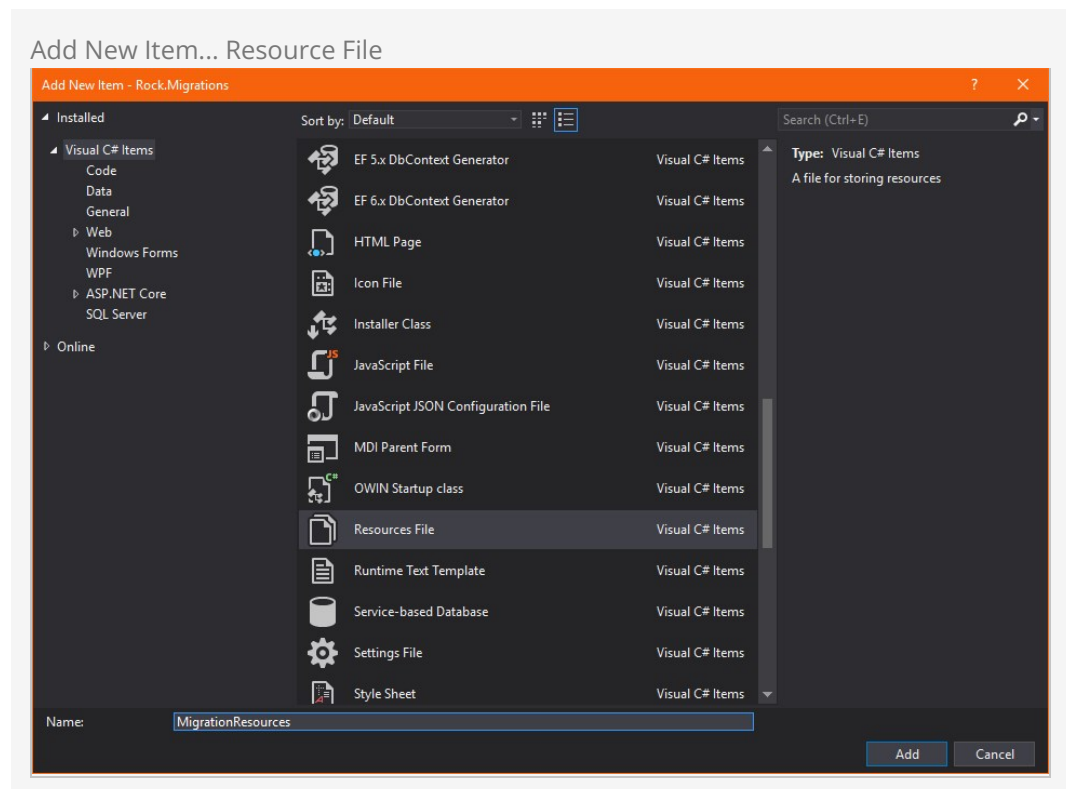 Add New Item... Resource File
Add New Item - Rock.Migrations
?
Installed
Sort by: Default
Search (Ctrl+E)
Visual C# Items
Code
Data
General
Web
Windows Forms
WPF
ASP.NET Core
SQL Server
Online
EF 5.x DbContext Generator Visual C# Items
EF 6.x DbContext Generator Visual C# Items
HTML Page Visual C# Items
Icon File Visual C# Items
Installer Class Visual C# Items
JS
JavaScript File Visual C# Items
JavaScript JSON Configuration File Visual C# Items
MDI Parent Form Visual C# Items
C#
OWIN Startup class Visual C# Items
Resources File Visual C# Items
Runtime Text Template Visual C# Items
Service-based Database Visual C# Items
Settings File Visual C# Items
Style Sheet Visual C# Items
Type: Visual C# Items
A file for storing resources
Name: MigrationResources
Add Cancel